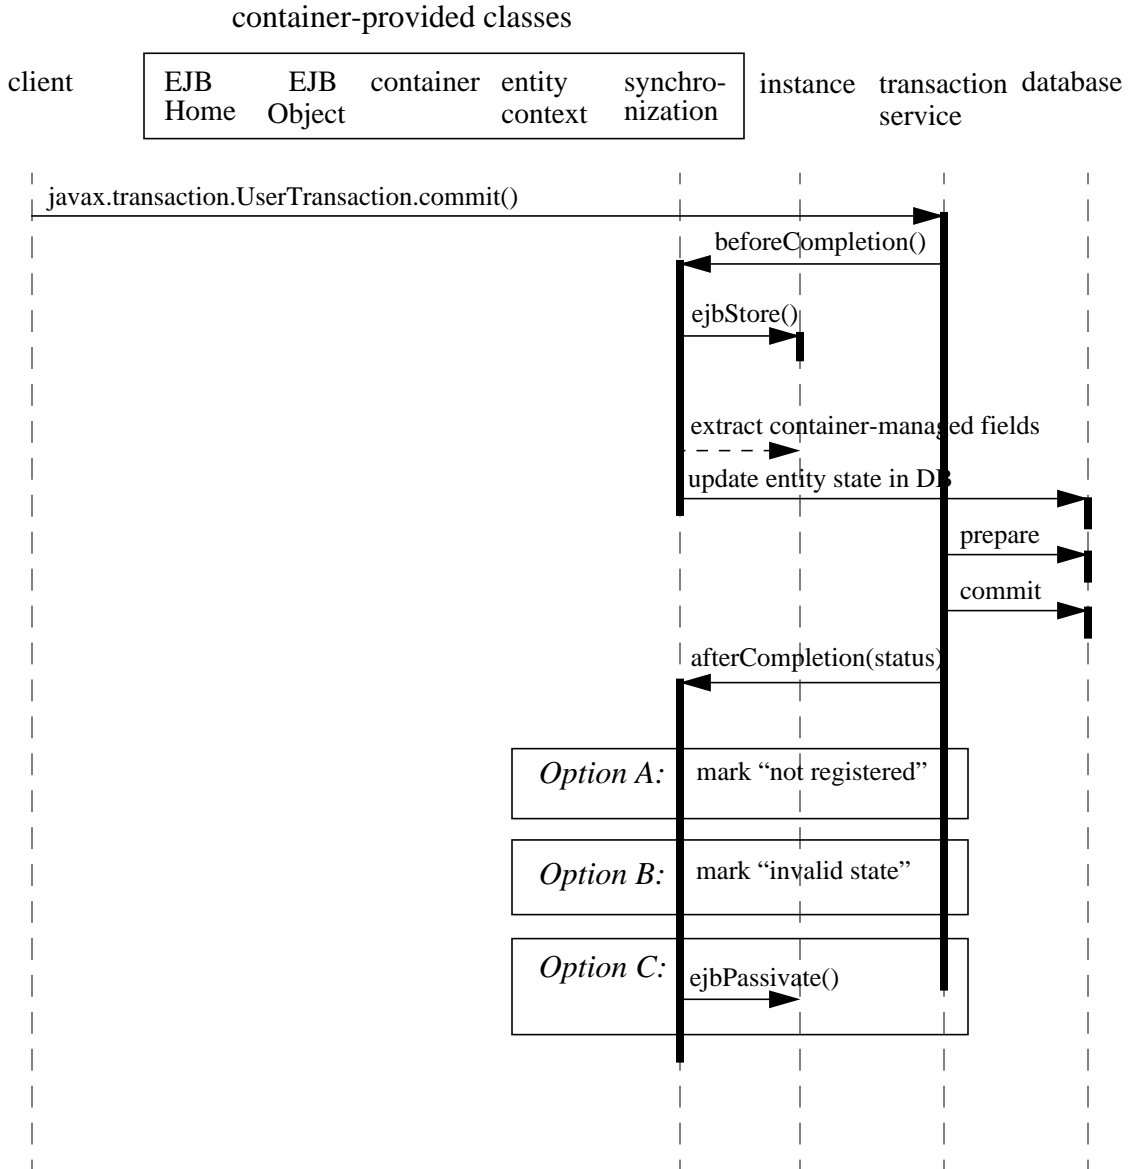 container-provided classes
client EJB EJB container entity synchro- instance transaction database
Home Object context nization service
javax.transaction.UserTransaction.commit()
beforeCompletion()
ejbStore()
extract container-managed fields
update entity state in DB
prepare
commit
afterCompletion(status)
Option A: mark “not registered”
Option B: mark “invalid state”
Option C:
ejbPassivate()